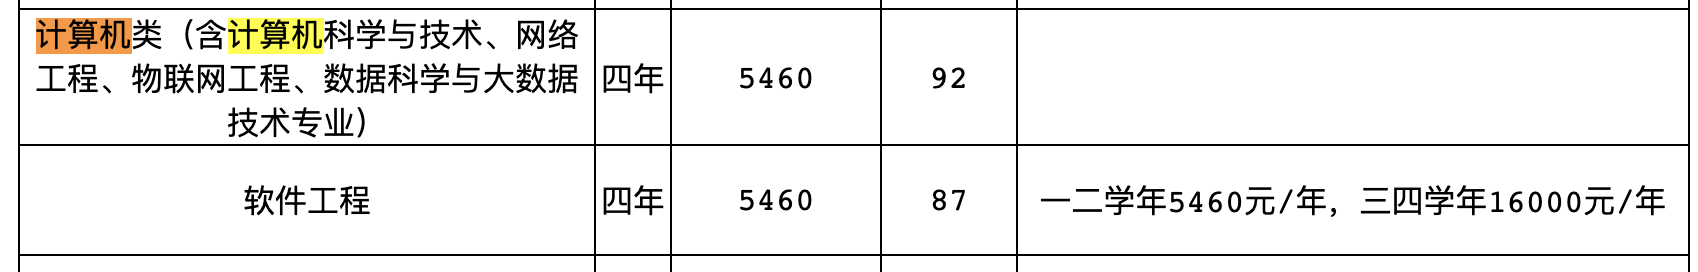 计算机类（含计算机科学与技术、网络
工程、物联网工程、数据科学与大数据
技术专业）
四年
5460
92
软件工程
四年
5460
87
一二学年5460元/年，三四学年16000元/年